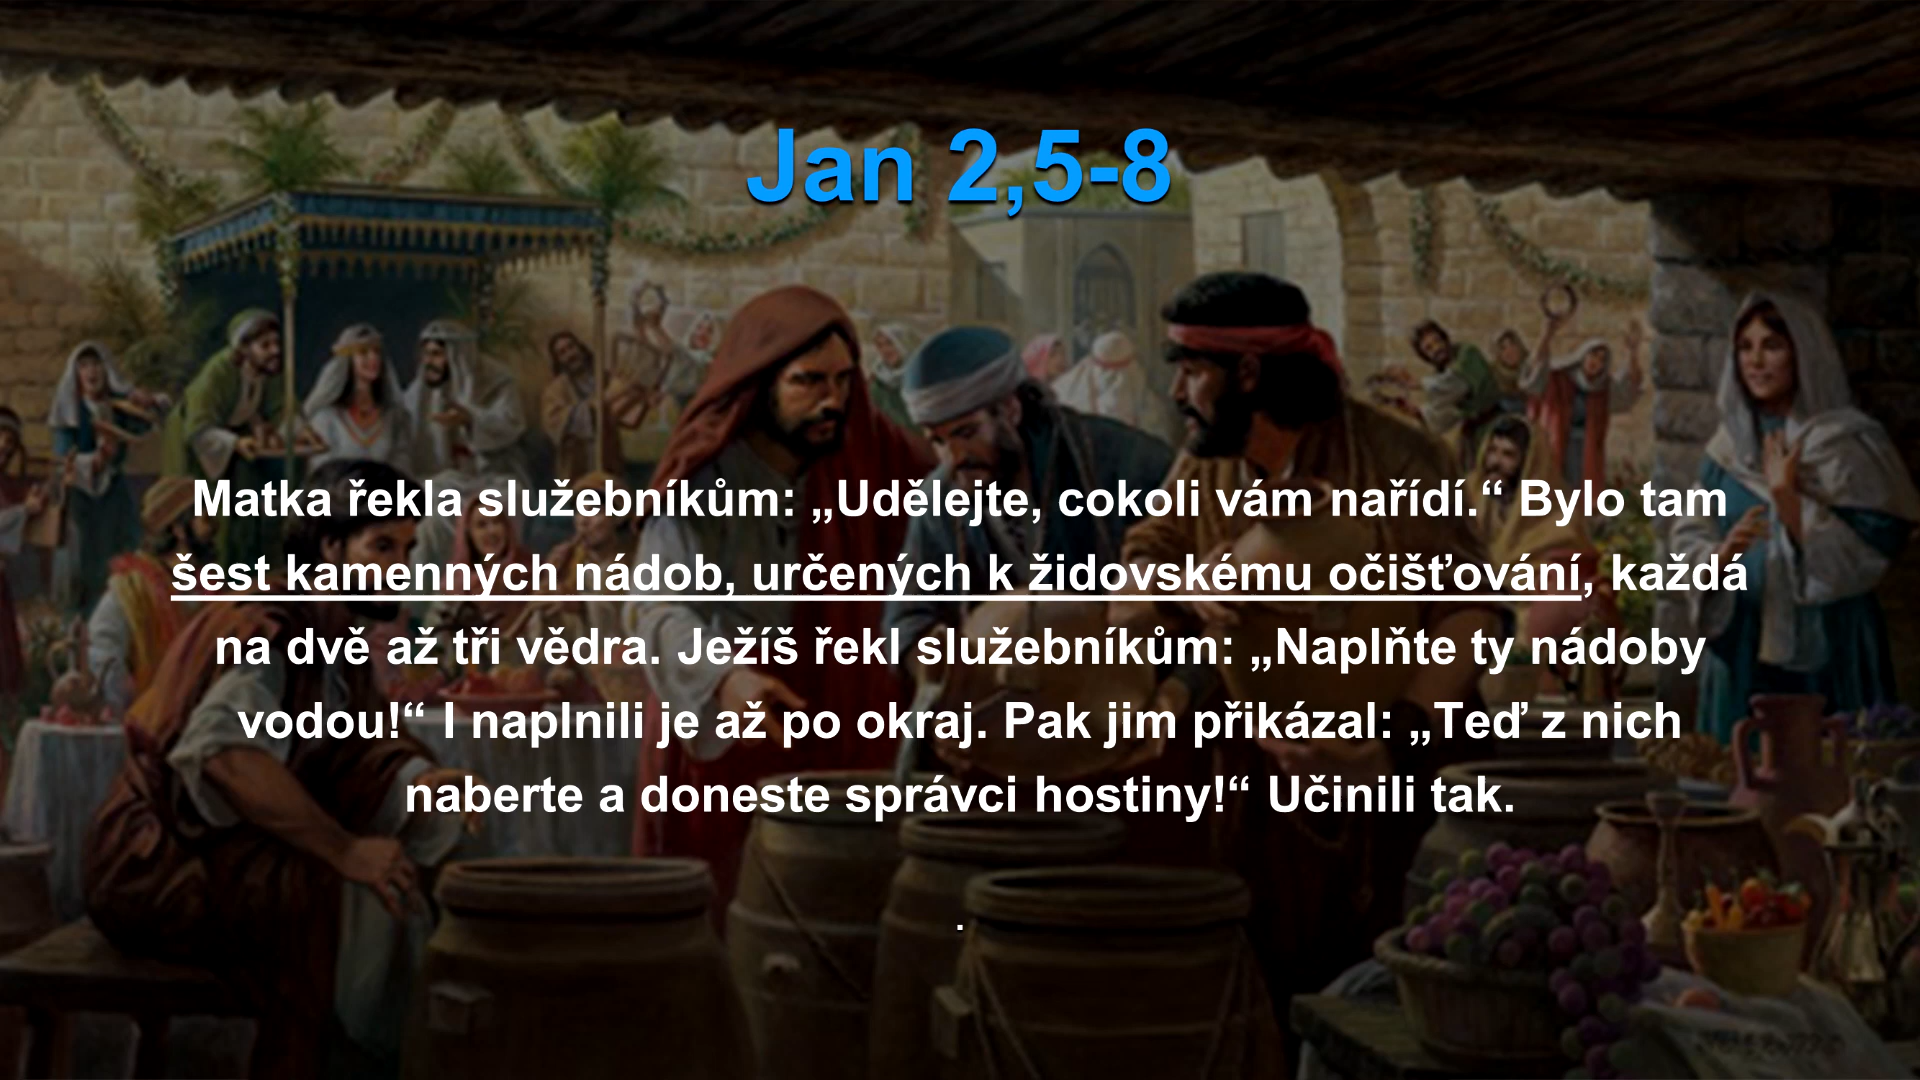 Jan 2,5-8
Matka řekla služebníkům: „Udělejte, cokoli vám nařídí.“ Bylo tam
šest kamenných nádob, určených k židovskému očišťování, každá
na dvě až tři vědra. Ježíš řekl služebníkům: „Naplňte ty nádoby
vodou!“ I naplnili je až po okraj. Pak jim přikázal: „Teď z nich
naberte a doneste správci hostiny!“ Učinili tak.
.